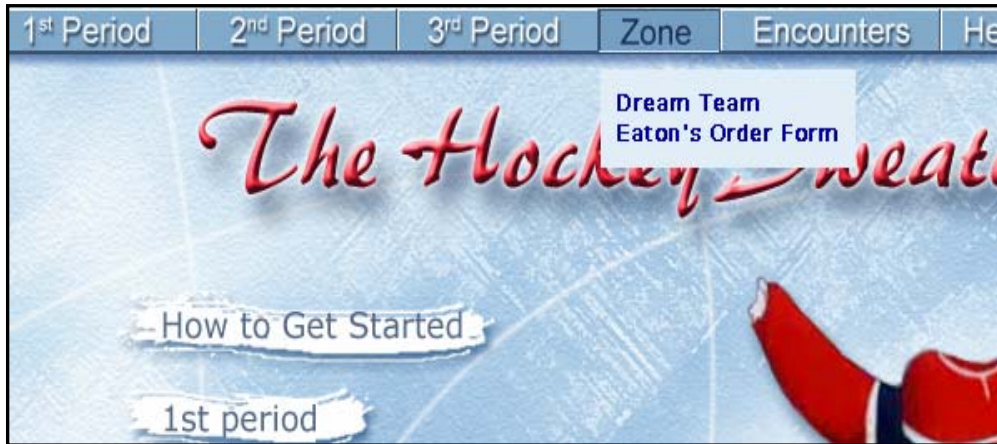 1st Period 2nd Period 3rd Period Zone Encounters
Dream Team
Eaton's Order Form
The Hockey
How to Get Started
1st period